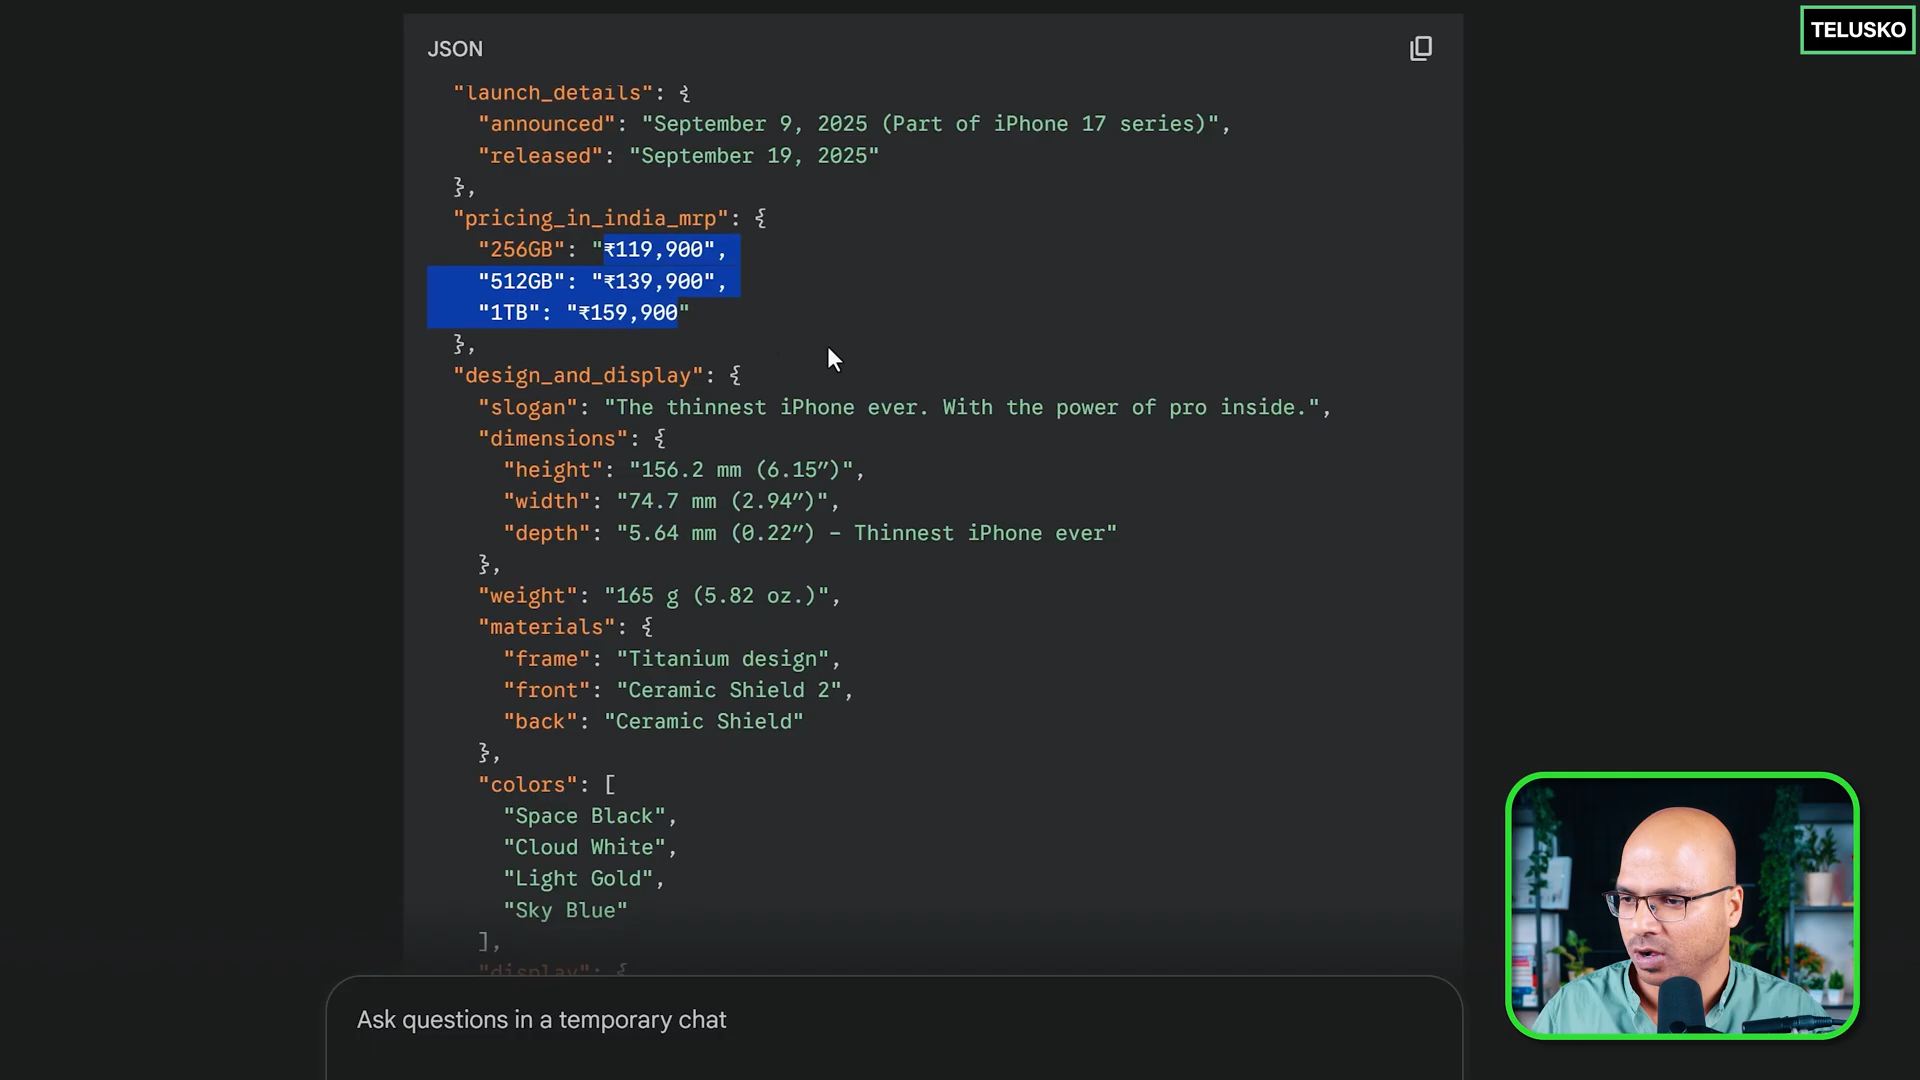 TELUSKO
JSON
"launch_details": {
"announced": "September 9, 2025 (Part of iPhone 17 series)",
"released": "September 19, 2025"
},
"pricing_in_india_mrp": {
"256GB": "₹119,900",
"512GB": "₹139,900",
"1TB": "₹159,900"
},
"design_and_display": {
"slogan": "The thinnest iPhone ever. With the power of pro inside.",
"dimensions": {
"height": "156.2 mm (6.15″)",
"width": "74.7 mm (2.94″)",
"depth": "5.64 mm (0.22″) – Thinnest iPhone ever"
},
"weight": "165 g (5.82 oz.)",
"materials": {
"frame": "Titanium design",
"front": "Ceramic Shield 2",
"back": "Ceramic Shield"
},
"colors": [
"Space Black",
"Cloud White",
"Light Gold",
"Sky Blue"
],
"display": {
Ask questions in a temporary chat